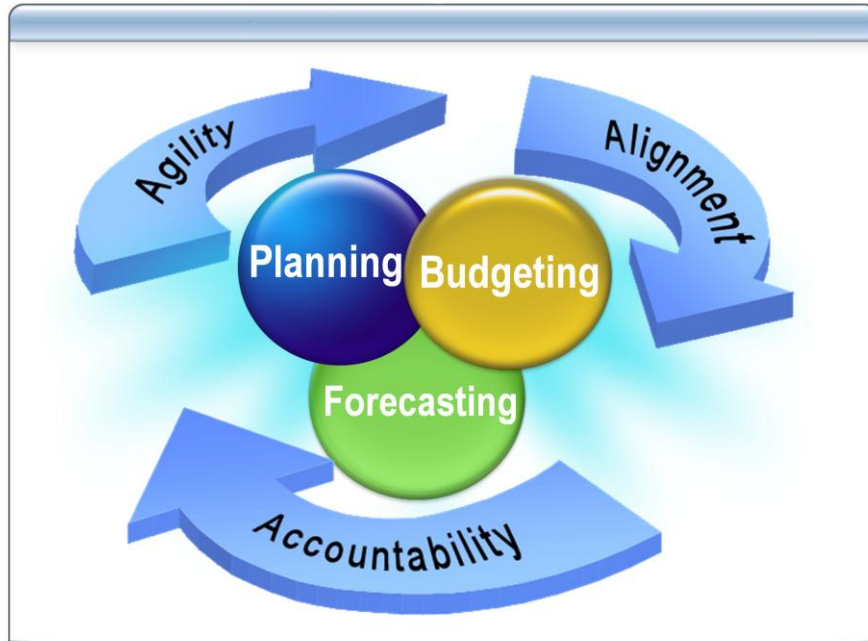 Agility
Alignment
Planning
Budgeting
Forecasting
Accountability